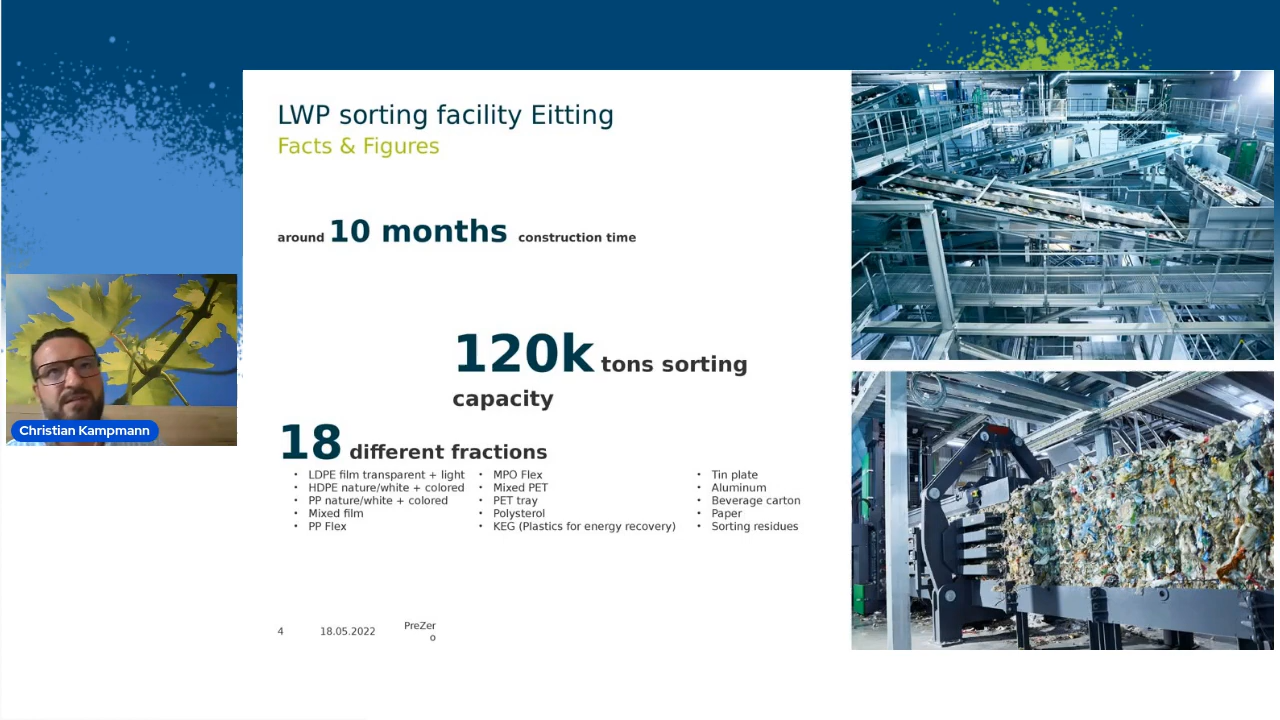 LWP sorting facility Eitting
Facts & Figures
around 10 months construction time
120k tons sorting
capacity
18 different fractions
• LDPE film transparent + light
• HDPE nature/white + colored
• PP nature/white + colored
• Mixed film
• PP Flex
• MPO Flex
• Mixed PET
• PET tray
• Polysterol
• KEG (Plastics for energy recovery)
• Tin plate
• Aluminum
• Beverage carton
• Paper
• Sorting residues
Christian Kampmann
4 18.05.2022 PreZer
o